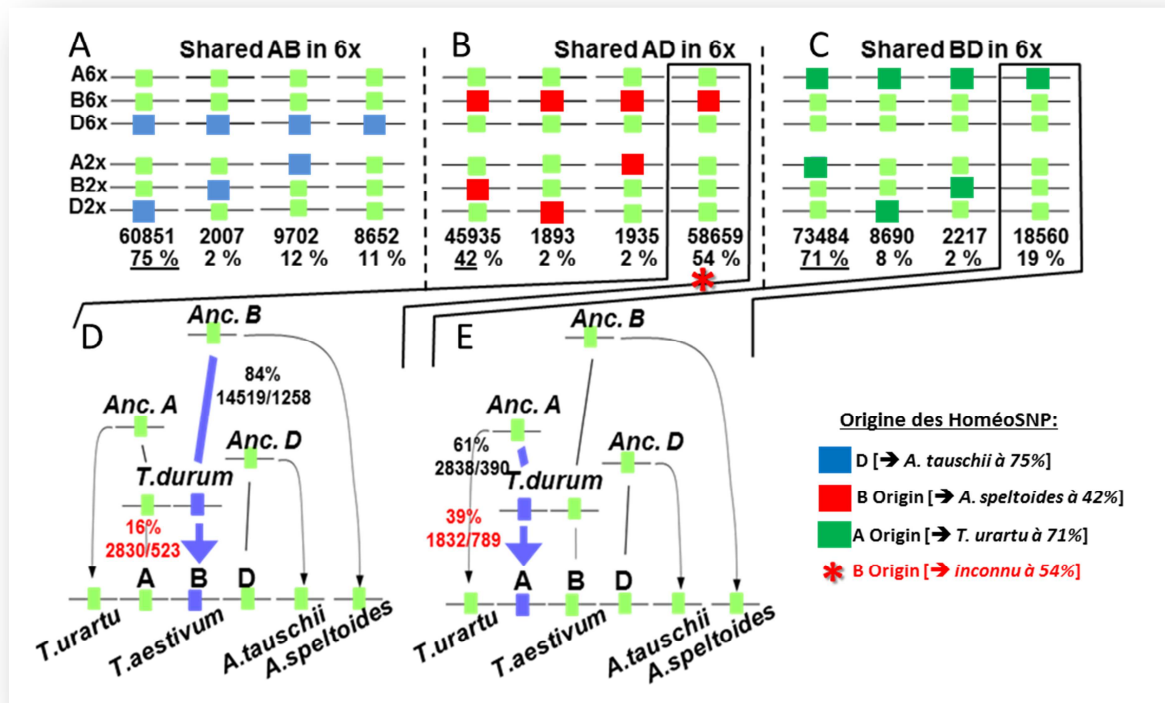 A Shared AB in 6x
B Shared AD in 6x
C Shared BD in 6x
A6x
B6x
D6x
A2x
B2x
D2x
60851 2007 9702 8652
75 % 2 % 12 % 11 %
45935 1893 1935 58659
42 % 2 % 2 % 54 %
73484 8690 2217 18560
71 % 8 % 2 % 19 %
D
Anc. B
84%
14519/1258
Anc. A
Anc. D
T.durum
16%
2830/523
A B D
T.urartu
T.aestivum
A.tauschii
A.speltoides
E
Anc. B
Anc. A
61%
2838/390
Anc. D
T.durum
39%
1832/789
A B D
T.urartu
T.aestivum
A.tauschii
A.speltoides
Origine des HoméoSNP:
D [➔ A. tauschii à 75%]
B Origin [➔ A. speltoides à 42%]
A Origin [➔ T. urartu à 71%]
* B Origin [➔ inconnu à 54%]